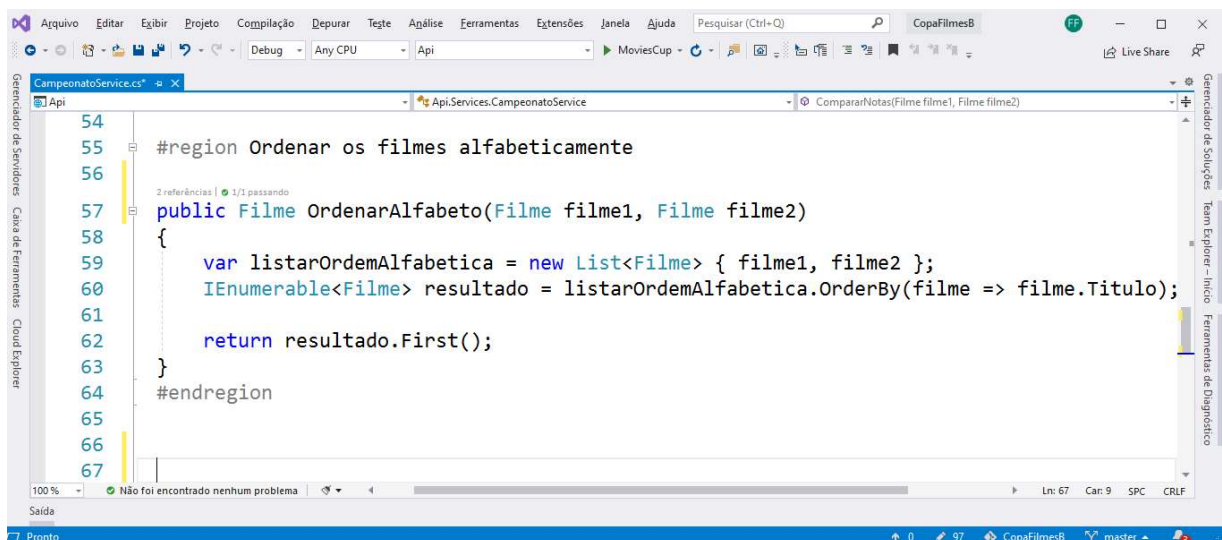 Arquivo Editar Exibir Projeto Compilação Depurar Teste Análise Ferramentas Extensões Janela Ajuda Pesquisar (Ctrl+Q) CopaFilmesB FF
Debug Any CPU Api MoviesCup Live Share
CampeonatoService.cs*
Api Api.Services.CampeonatoService CompararNotas(Filme filme1, Filme filme2)
54
55 #region Ordenar os filmes alfabeticamente
56
2 referências | 1/1 passando
57 public Filme OrdenarAlfabeto(Filme filme1, Filme filme2)
58 {
59 var listarOrdemAlfabetica = new List<Filme> { filme1, filme2 };
60 IEnumerable<Filme> resultado = listarOrdemAlfabetica.OrderBy(filme => filme.Titulo);
61
62 return resultado.First();
63 }
64 #endregion
65
66
67
100 % Não foi encontrado nenhum problema Ln: 67 Car: 9 SPC CRLF
Saída
Pronto 0 97 CopaFilmesB master 2
Gerenciador de Servidores
Caixa de Ferramentas
Cloud Explorer
Gerenciador de Soluções
Team Explorer – Início
Ferramentas de Diagnóstico